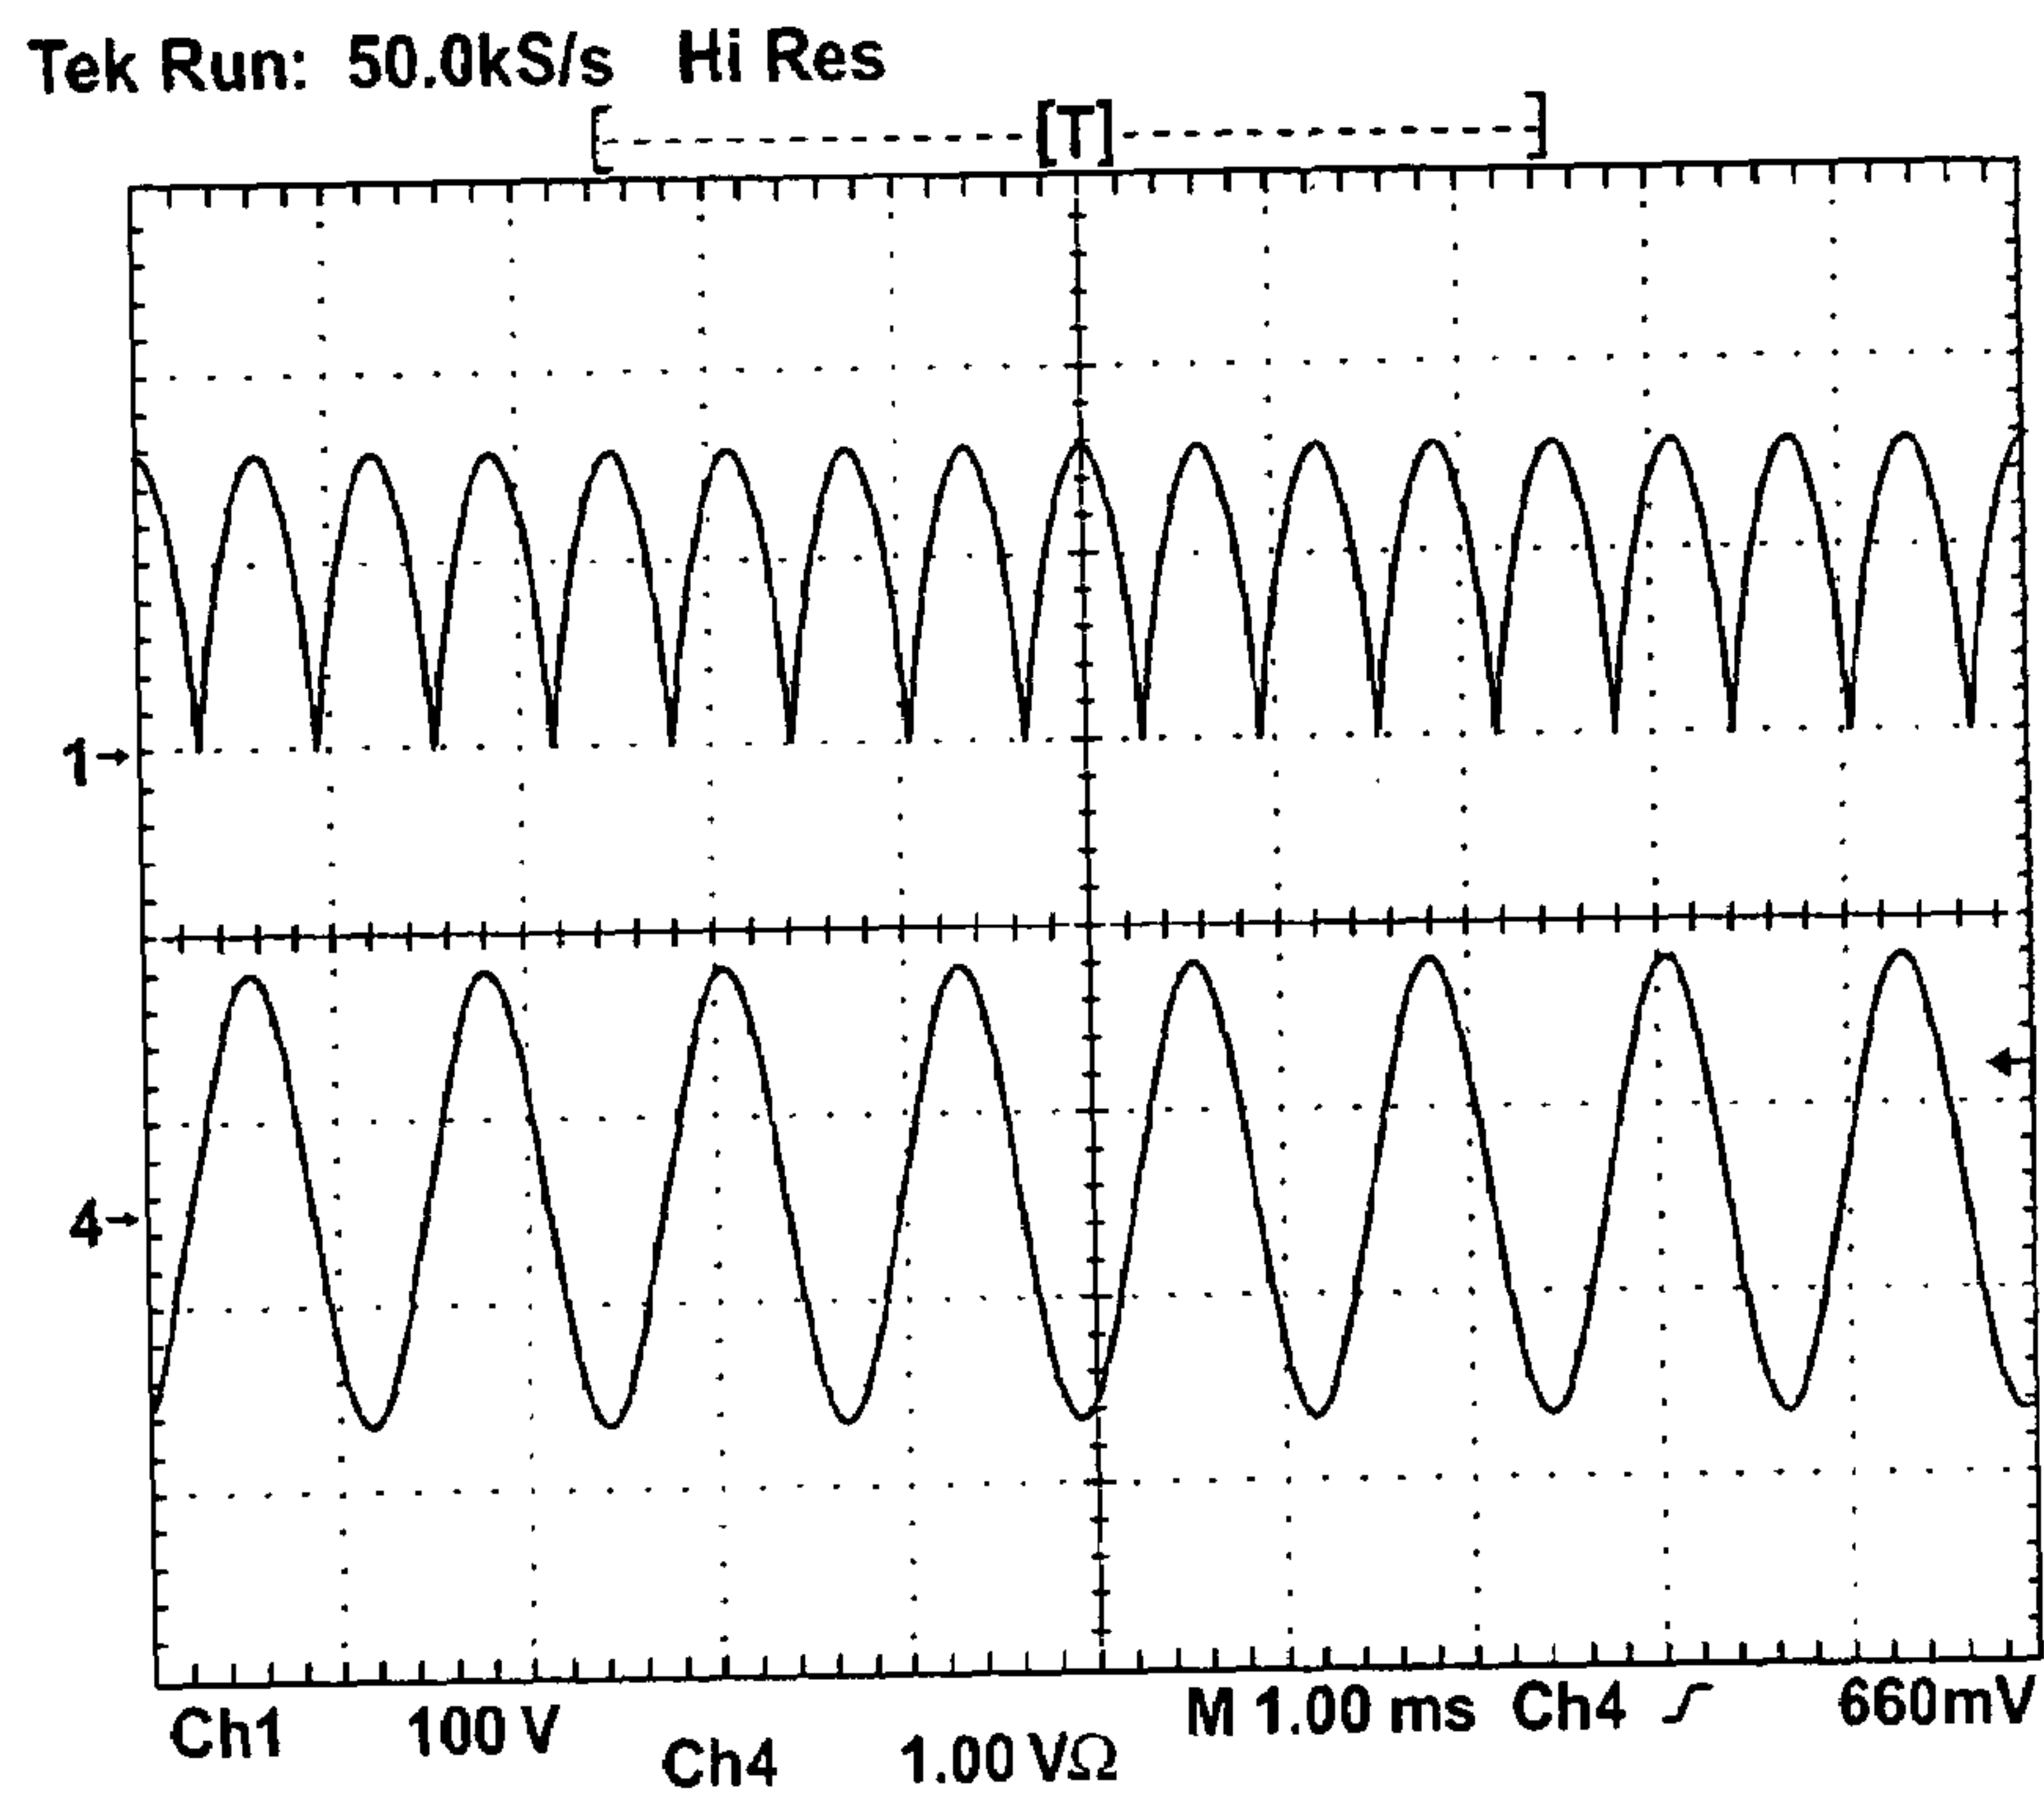 Tek Run: 50.0kS/s Hi Res
[T]
1→
4→
Ch1 100 V M 1.00 ms Ch4 660mV
Ch4 1.00 VΩ